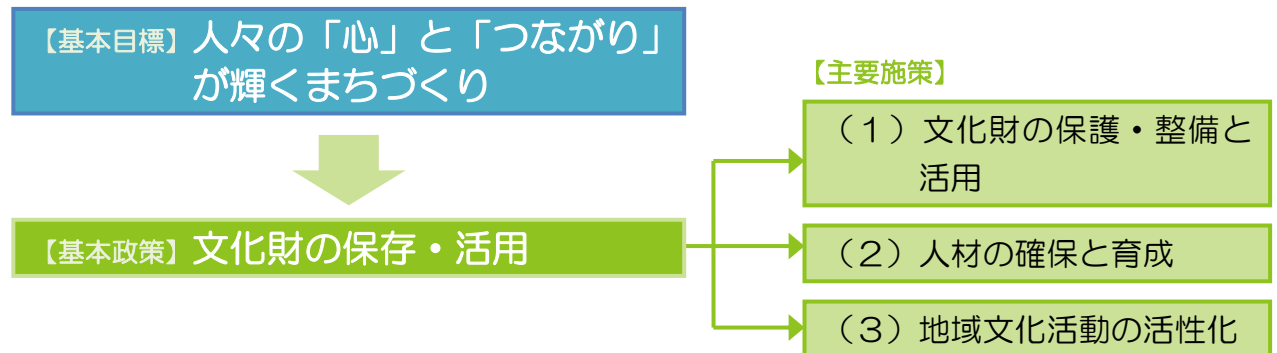 【基本目標】人々の「心」と「つながり」
が輝くまちづくり
【基本政策】文化財の保存・活用
【主要施策】
（１）文化財の保護・整備と
活用
（２）人材の確保と育成
（３）地域文化活動の活性化